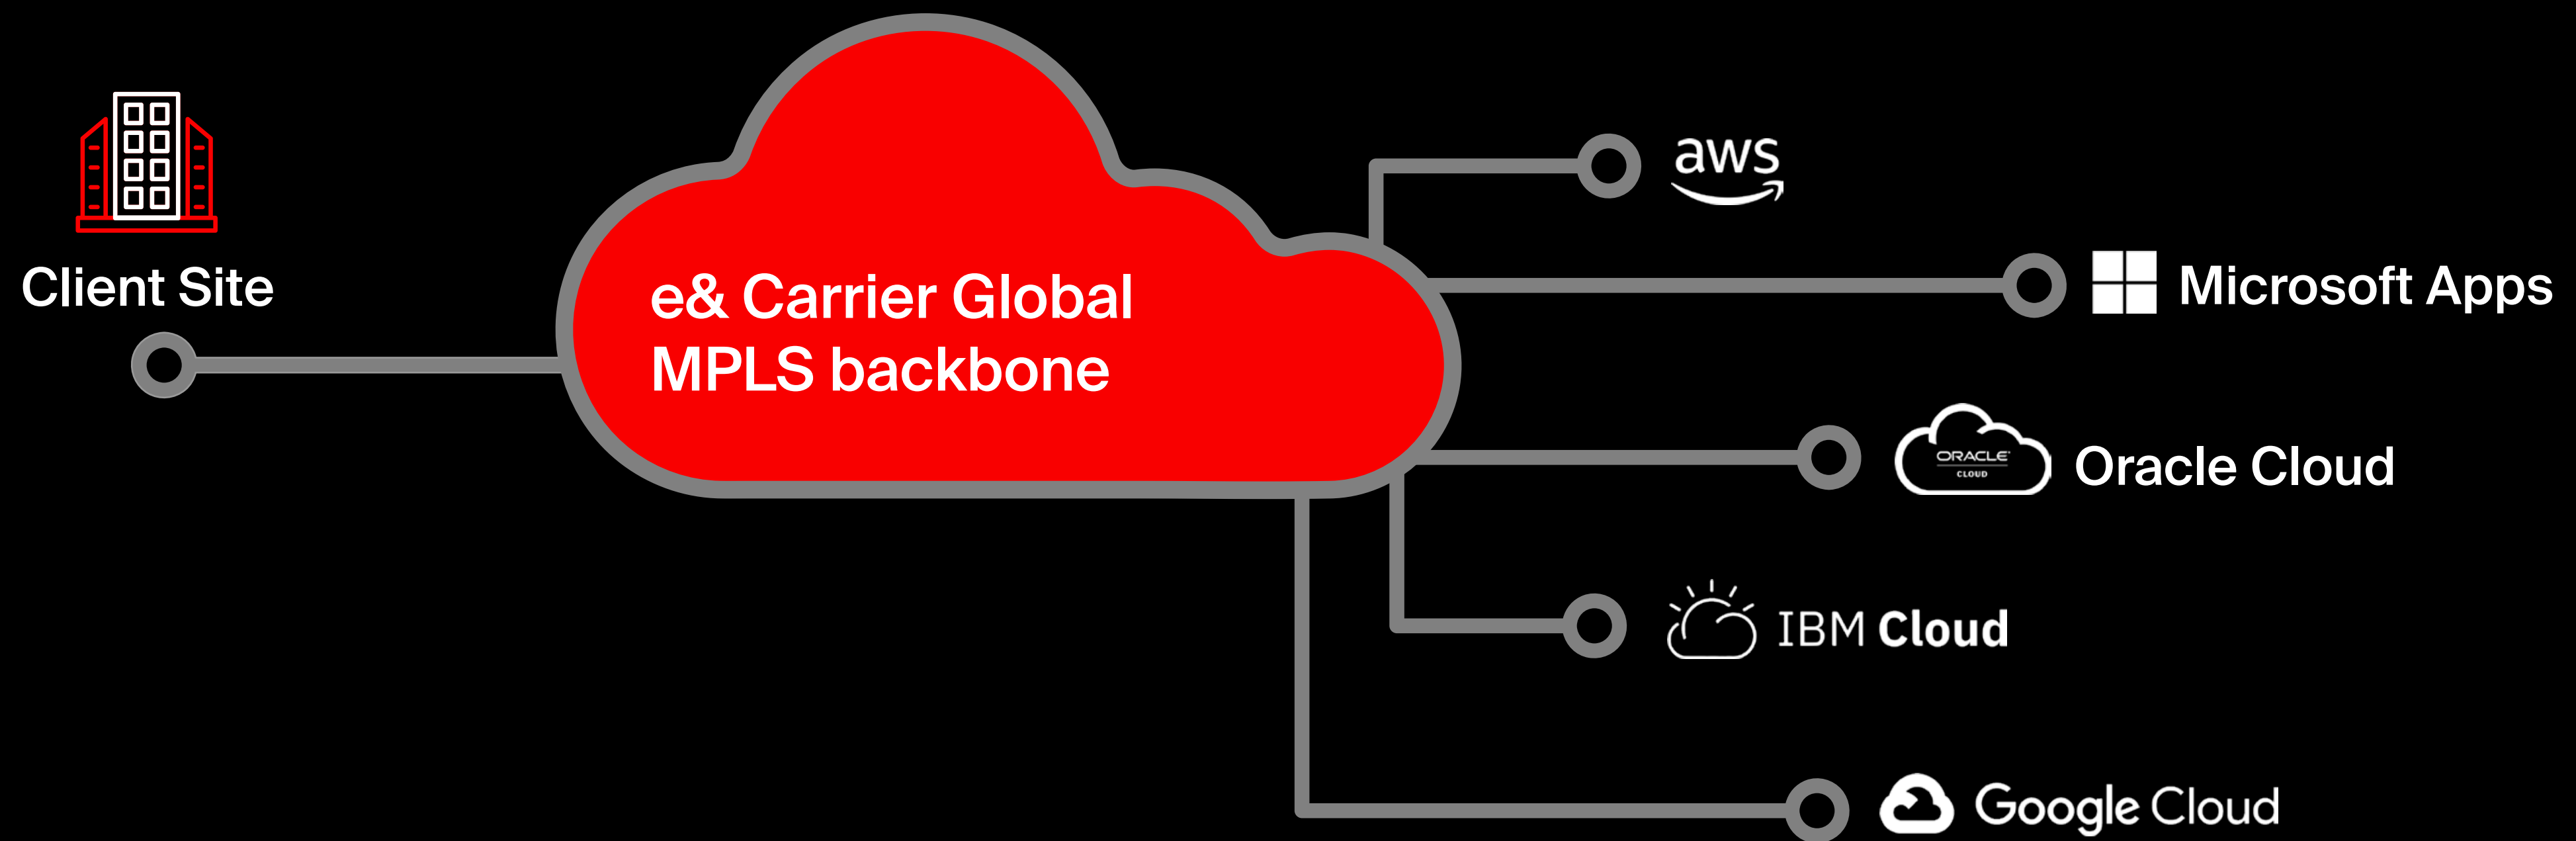 Client Site
e& Carrier Global
MPLS backbone
aws
Microsoft Apps
ORACLE
CLOUD
Oracle Cloud
IBM Cloud
Google Cloud